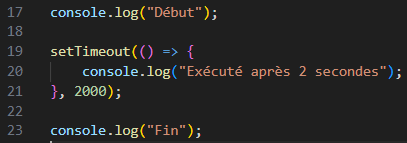 17 console.log("Début");
18
19 setTimeout(() => {
20     console.log("Exécuté après 2 secondes");
21 }, 2000);
22
23 console.log("Fin");